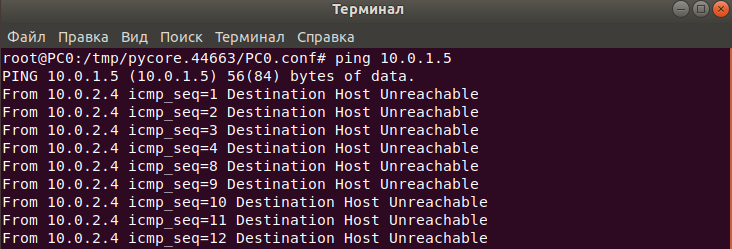 Терминал
Файл Правка Вид Поиск Терминал Справка
root@PC0:/tmp/pycore.44663/PC0.conf# ping 10.0.1.5
PING 10.0.1.5 (10.0.1.5) 56(84) bytes of data.
From 10.0.2.4 icmp_seq=1 Destination Host Unreachable
From 10.0.2.4 icmp_seq=2 Destination Host Unreachable
From 10.0.2.4 icmp_seq=3 Destination Host Unreachable
From 10.0.2.4 icmp_seq=4 Destination Host Unreachable
From 10.0.2.4 icmp_seq=8 Destination Host Unreachable
From 10.0.2.4 icmp_seq=9 Destination Host Unreachable
From 10.0.2.4 icmp_seq=10 Destination Host Unreachable
From 10.0.2.4 icmp_seq=11 Destination Host Unreachable
From 10.0.2.4 icmp_seq=12 Destination Host Unreachable